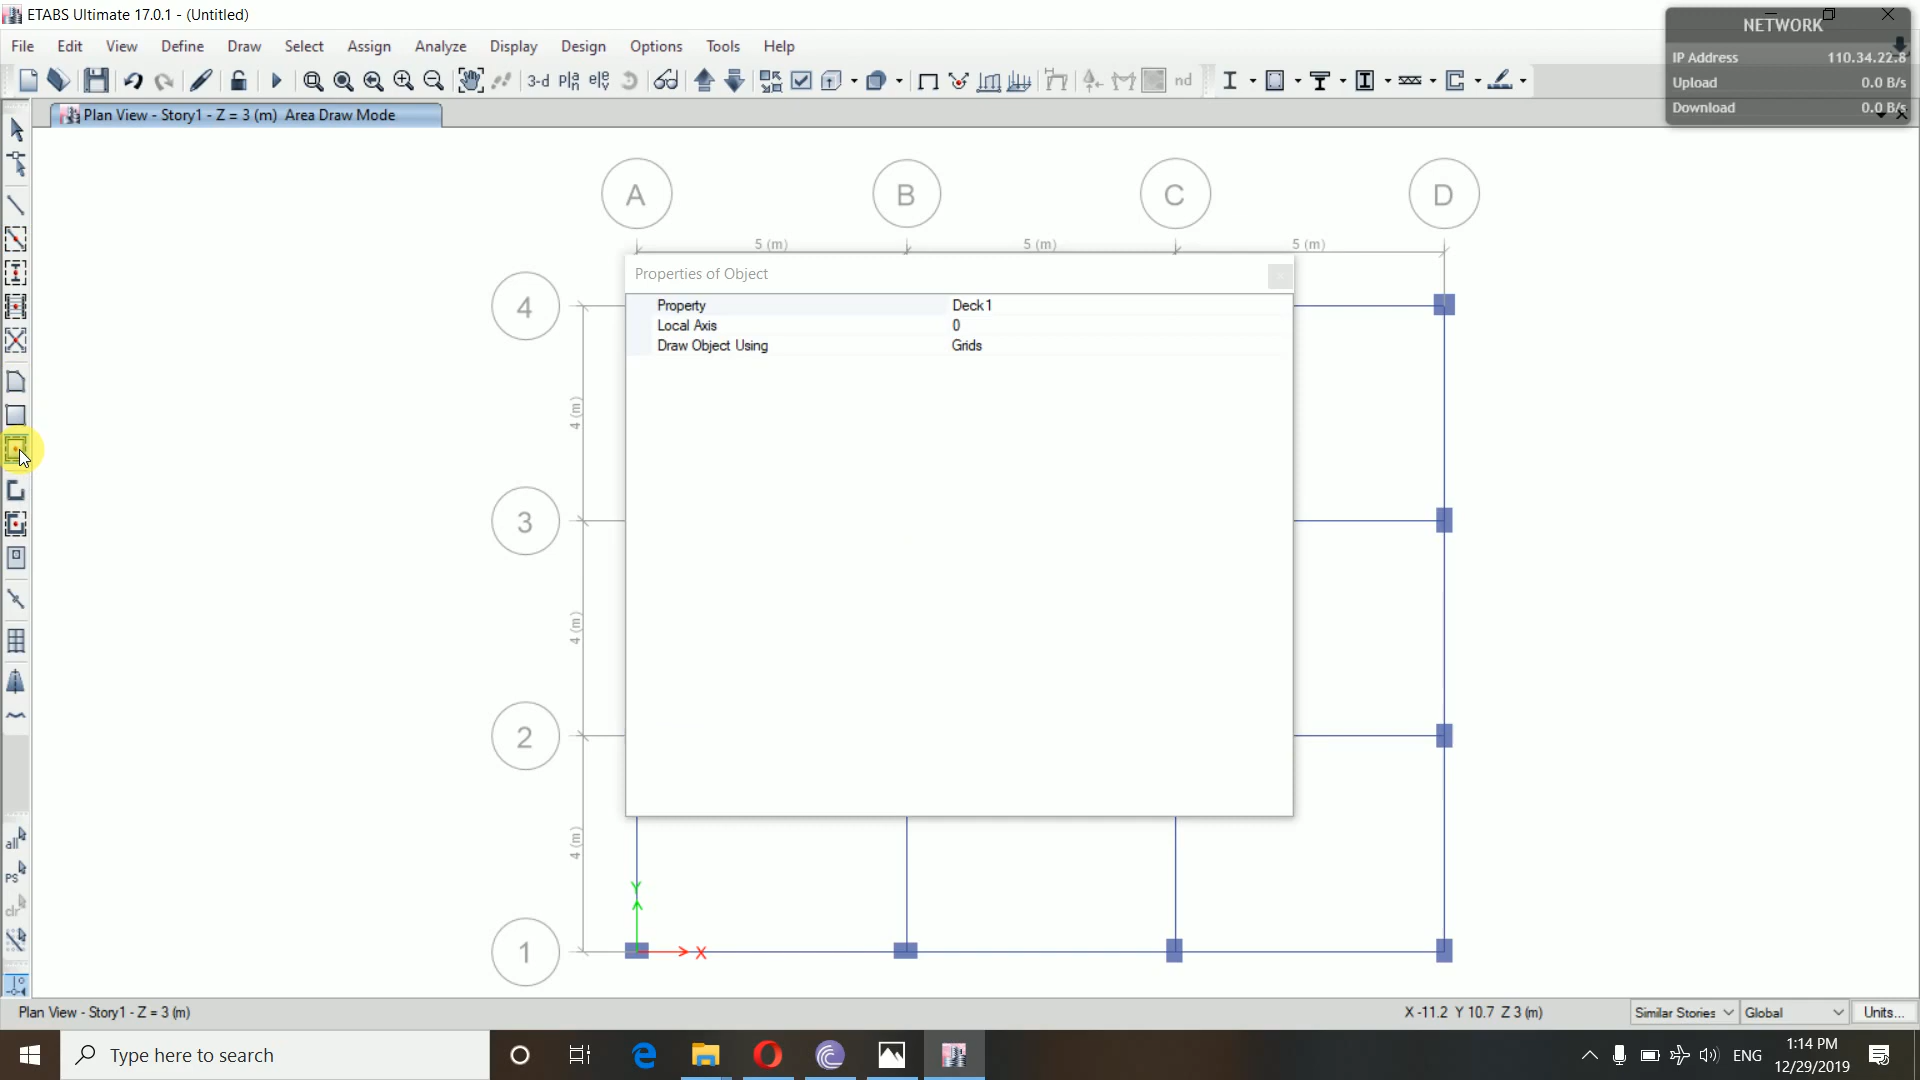 ETABS Ultimate 17.0.1 - (Untitled)
File Edit View Define Draw Select Assign Analyze Display Design Options Tools Help
3-d
nd
NETWORK
IP Address 110.34.22.8
Upload 0.0 B/s
Download 0.0 B/s
Plan View - Story1 - Z = 3 (m) Area Draw Mode
A B C D
5 (m) 5 (m) 5 (m)
Properties of Object
Property Deck1
Local Axis 0
Draw Object Using Grids
4
4 (m)
3
4 (m)
2
4 (m)
1
Y
X
all
ps
clr
Plan View - Story1 - Z = 3 (m)
X -11.2 Y 10.7 Z 3 (m)
Similar Stories
Global
Units...
Type here to search
ENG
1:14 PM
12/29/2019